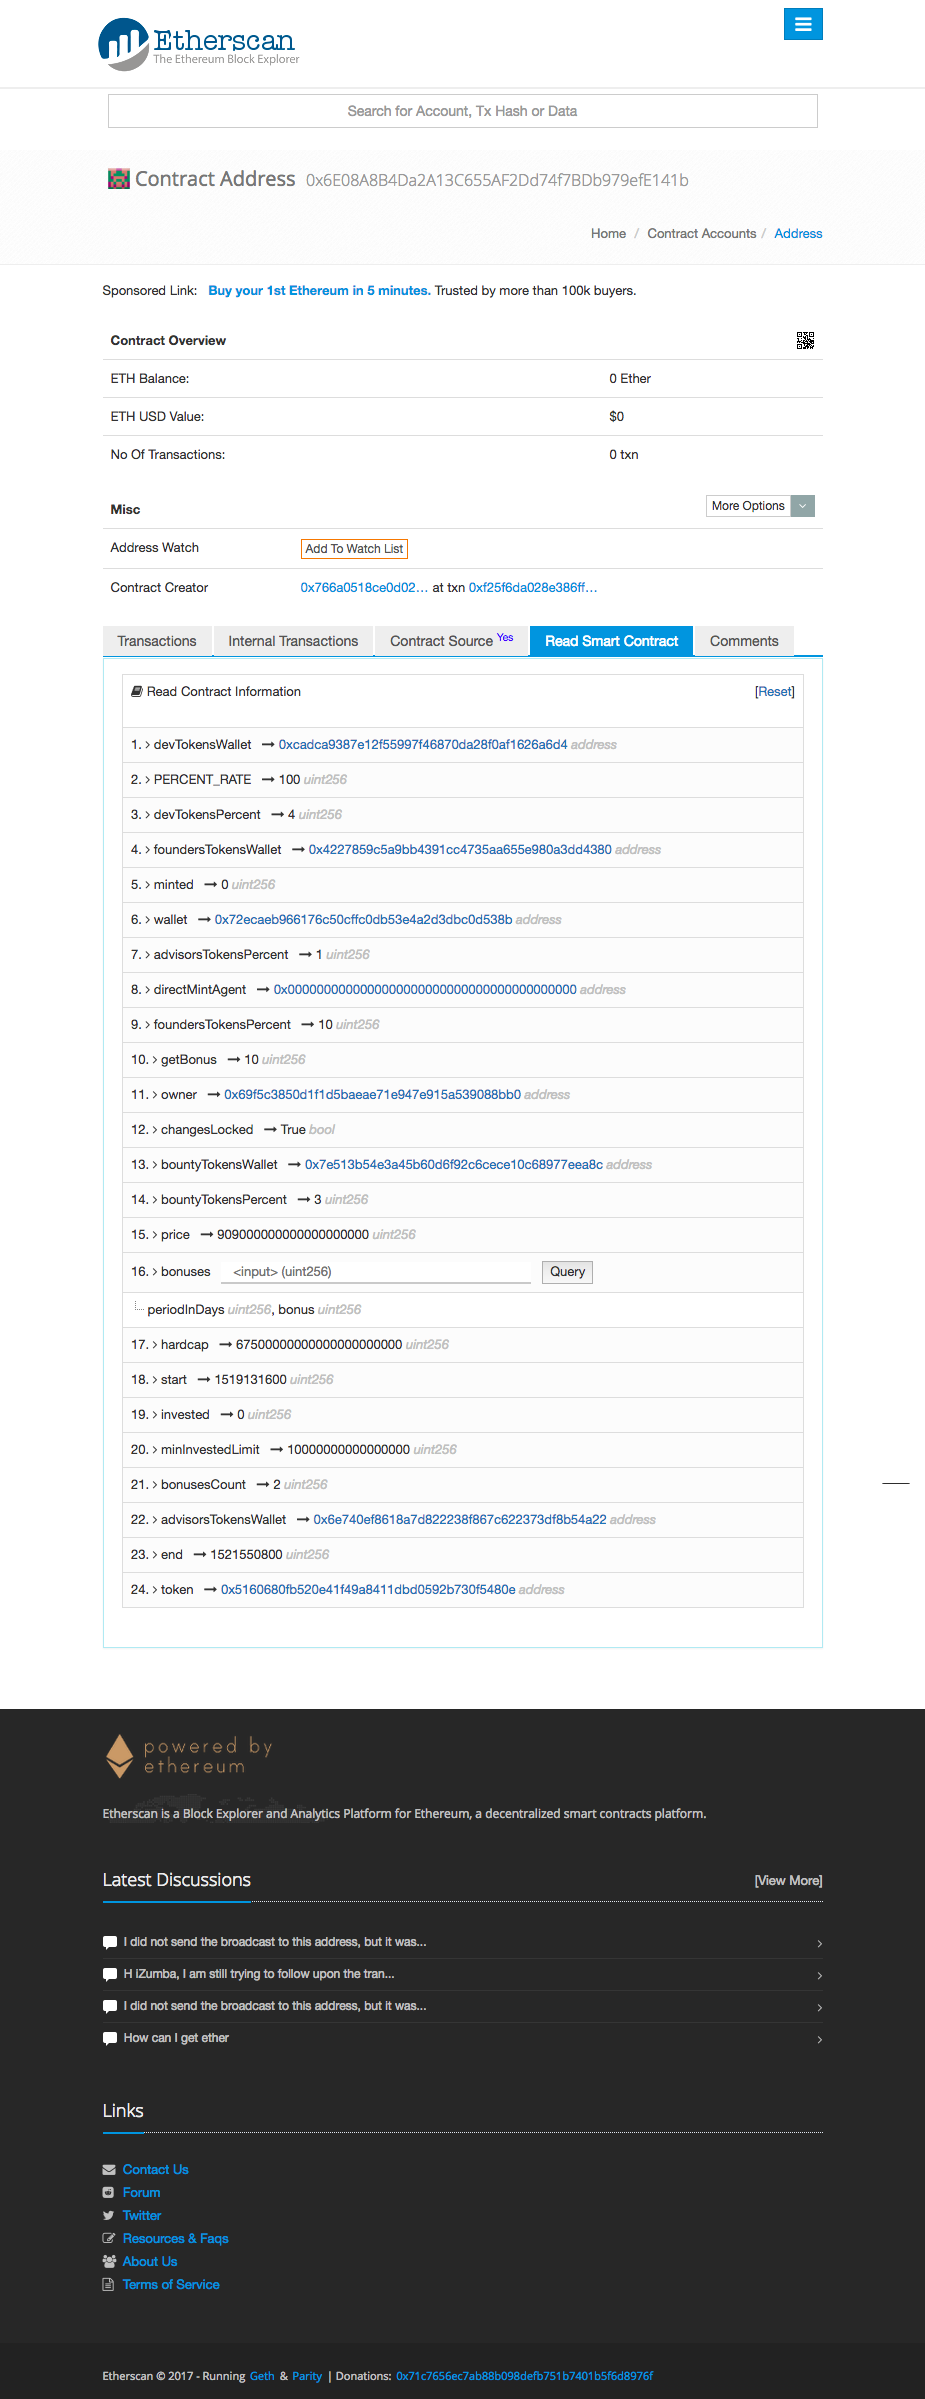 Etherscan
The Ethereum Block Explorer
Search for Account, Tx Hash or Data
Contract Address 0x6E08A8B4Da2A13C655AF2Dd74f7BDb979efE141b
Home / Contract Accounts / Address
Sponsored Link: Buy your 1st Ethereum in 5 minutes. Trusted by more than 100k buyers.
Contract Overview
ETH Balance: 0 Ether
ETH USD Value: $0
No Of Transactions: 0 txn
Misc More Options
Address Watch Add To Watch List
Contract Creator 0x766a0518ce0d02... at txn 0xf25f6da028e386ff...
Transactions Internal Transactions Contract Source Yes Read Smart Contract Comments
Read Contract Information [Reset]
1. > devTokensWallet → 0xcadca9387e12f55997f46870da28f0af1626a6d4 address
2. > PERCENT_RATE → 100 uint256
3. > devTokensPercent → 4 uint256
4. > foundersTokensWallet → 0x4227859c5a9bb4391cc4735aa655e980a3dd4380 address
5. > minted → 0 uint256
6. > wallet → 0x72ecaeb966176c50cffc0db53e4a2d3dbc0d538b address
7. > advisorsTokensPercent → 1 uint256
8. > directMintAgent → 0x0000000000000000000000000000000000000000 address
9. > foundersTokensPercent → 10 uint256
10. > getBonus → 10 uint256
11. > owner → 0x69f5c3850d1f1d5baeae71e947e915a539088bb0 address
12. > changesLocked → True bool
13. > bountyTokensWallet → 0x7e513b54e3a45b60d6f92c6cece10c68977eea8c address
14. > bountyTokensPercent → 3 uint256
15. > price → 909000000000000000000 uint256
16. > bonuses <input> (uint256) Query
periodInDays uint256, bonus uint256
17. > hardcap → 67500000000000000000000 uint256
18. > start → 1519131600 uint256
19. > invested → 0 uint256
20. > minInvestedLimit → 10000000000000000 uint256
21. > bonusesCount → 2 uint256
22. > advisorsTokensWallet → 0x6e740ef8618a7d822238f867c622373df8b54a22 address
23. > end → 1521550800 uint256
24. > token → 0x5160680fb520e41f49a8411dbd0592b730f5480e address
powered by
ethereum
Etherscan is a Block Explorer and Analytics Platform for Ethereum, a decentralized smart contracts platform.
Latest Discussions [View More]
I did not send the broadcast to this address, but it was...
H iZumba, I am still trying to follow upon the tran...
I did not send the broadcast to this address, but it was...
How can I get ether
Links
Contact Us
Forum
Twitter
Resources & Faqs
About Us
Terms of Service
Etherscan © 2017 - Running Geth & Parity | Donations: 0x71c7656ec7ab88b098defb751b7401b5f6d8976f